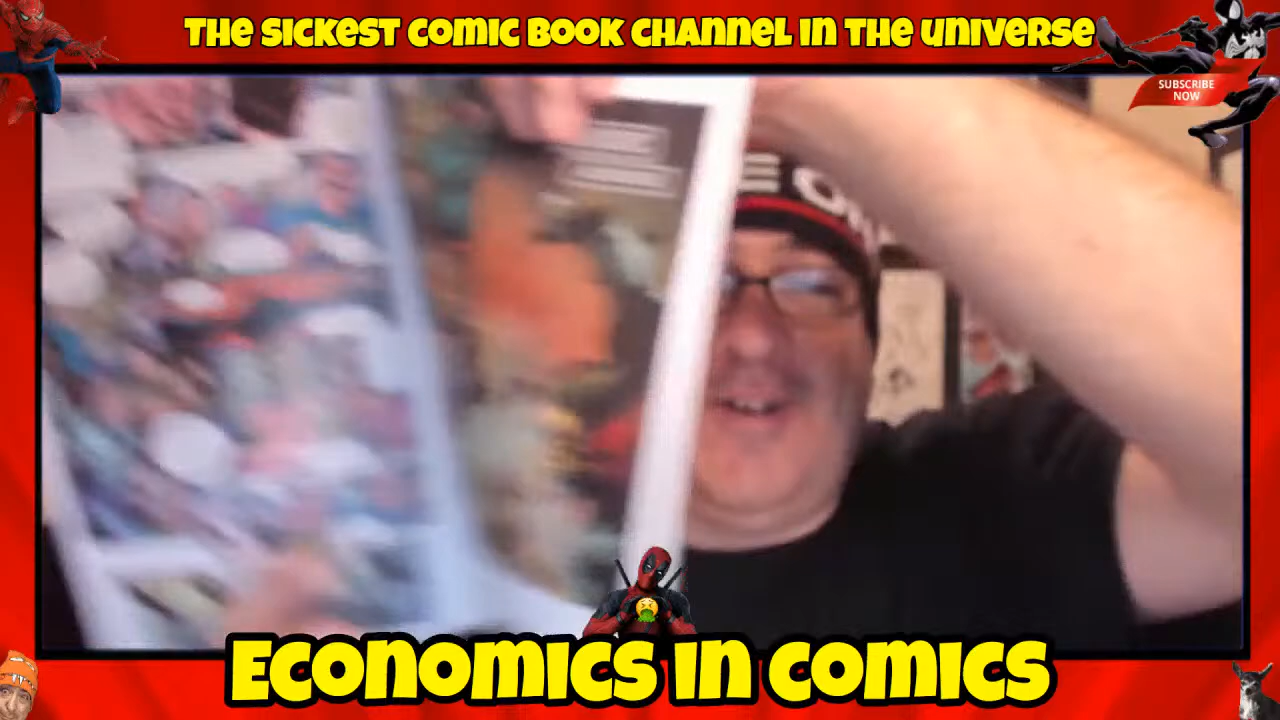 THE SICKEST COMIC BOOK CHANNEL IN THE UNIVERSE
SUBSCRIBE
NOW
ECONOMICS IN COMICS